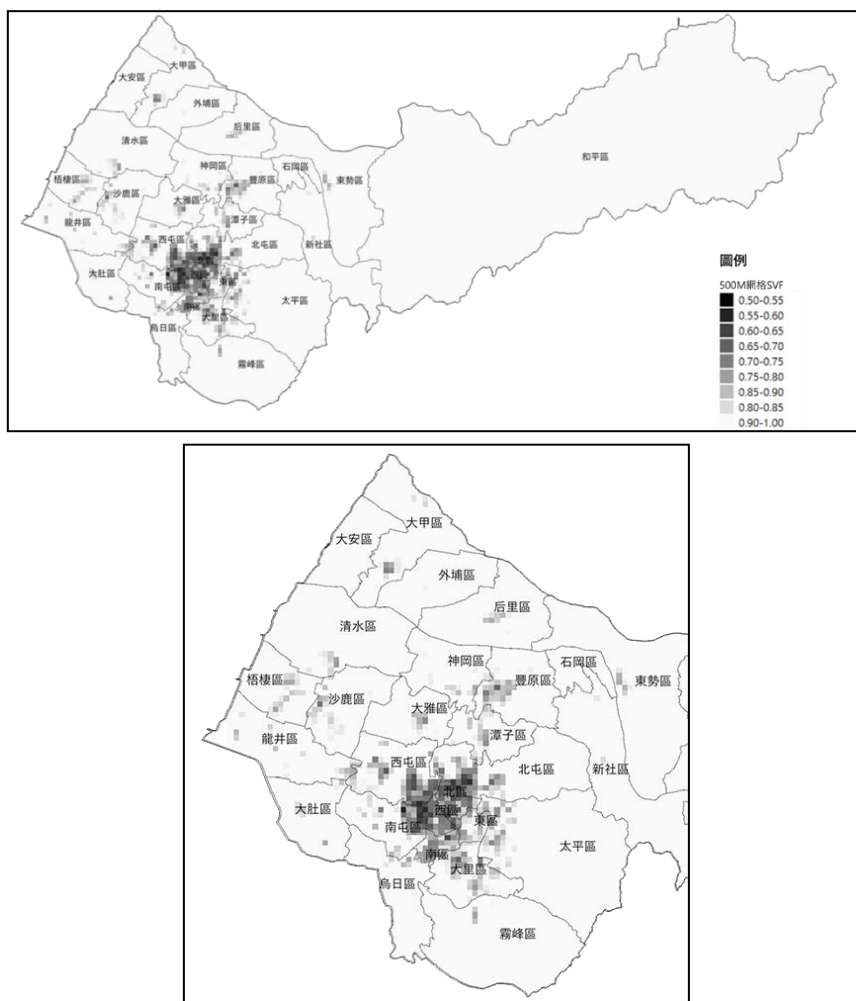 大甲區
大安區
外埔區
后里區
清水區
神岡區
石岡區
和平區
梧棲區
豐原區
東勢區
沙鹿區
大雅區
龍井區
潭子區
西屯區
北屯區
新社區
大肚區
南屯區
東區
太平區
南區
大里區
烏日區
霧峰區
圖例
500M網格SVF
0.50-0.55
0.55-0.60
0.60-0.65
0.65-0.70
0.70-0.75
0.75-0.80
0.85-0.90
0.80-0.85
0.90-1.00
大甲區
大安區
外埔區
后里區
清水區
神岡區
石岡區
梧棲區
豐原區
東勢區
沙鹿區
大雅區
龍井區
潭子區
西屯區
北屯區
新社區
北區
大肚區
西區
南屯區
東區
太平區
南區
大里區
烏日區
霧峰區